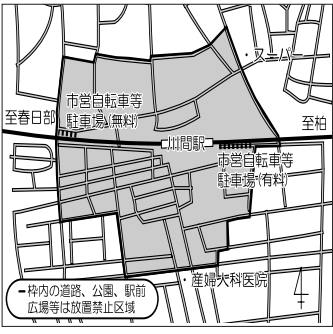 ・スーパー
市営自転車等
駐車場(無料)
至春日部
至柏
川間駅
市営自転車等
駐車場(有料)
・産婦人科医院
枠内の道路、公園、駅前
広場等は放置禁止区域